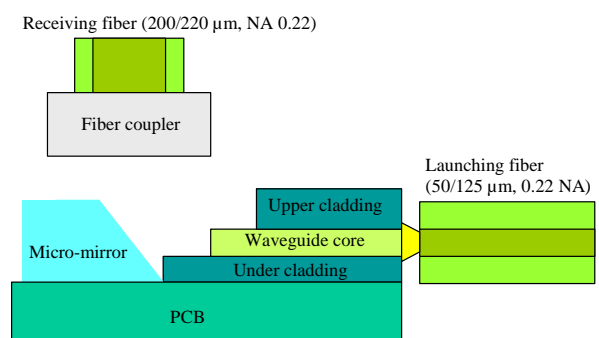 Receiving fiber (200/220 µm, NA 0.22)
Fiber coupler
Launching fiber
(50/125 µm, 0.22 NA)
Upper cladding
Waveguide core
Micro-mirror
Under cladding
PCB